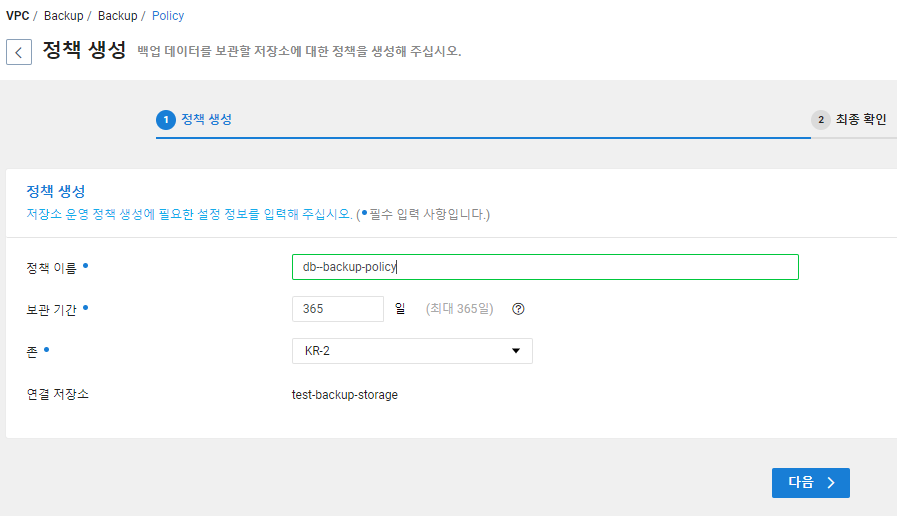 VPC / Backup / Backup / Policy
정책 생성 백업 데이터를 보관할 저장소에 대한 정책을 생성해 주십시오.
1 정책 생성 2 최종 확인
정책 생성
저장소 운영 정책 생성에 필요한 설정 정보를 입력해 주십시오. (•필수 입력 사항입니다.)
정책 이름 • db--backup-policy
보관 기간 • 365 일 (최대 365일) ?
존 • KR-2
연결 저장소 test-backup-storage
다음 >